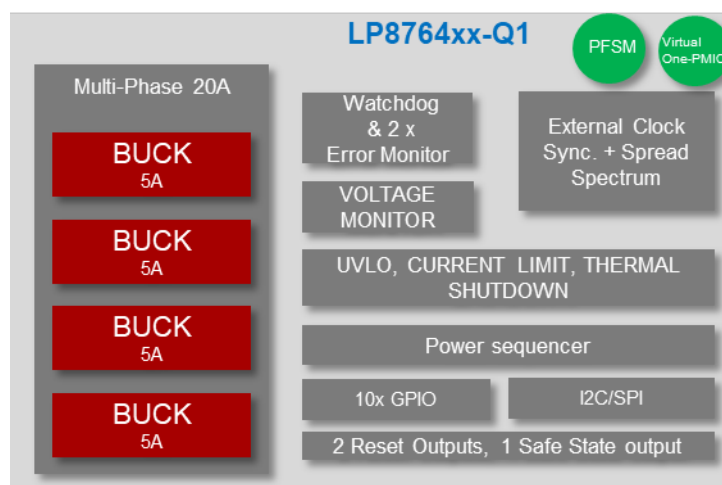 LP8764xx-Q1
PFSM
Virtual
One-PMIC
Multi-Phase 20A
BUCK
5A
BUCK
5A
BUCK
5A
BUCK
5A
Watchdog
& 2 x
Error Monitor
External Clock
Sync. + Spread
Spectrum
VOLTAGE
MONITOR
UVLO, CURRENT LIMIT, THERMAL
SHUTDOWN
Power sequencer
10x GPIO
I2C/SPI
2 Reset Outputs, 1 Safe State output